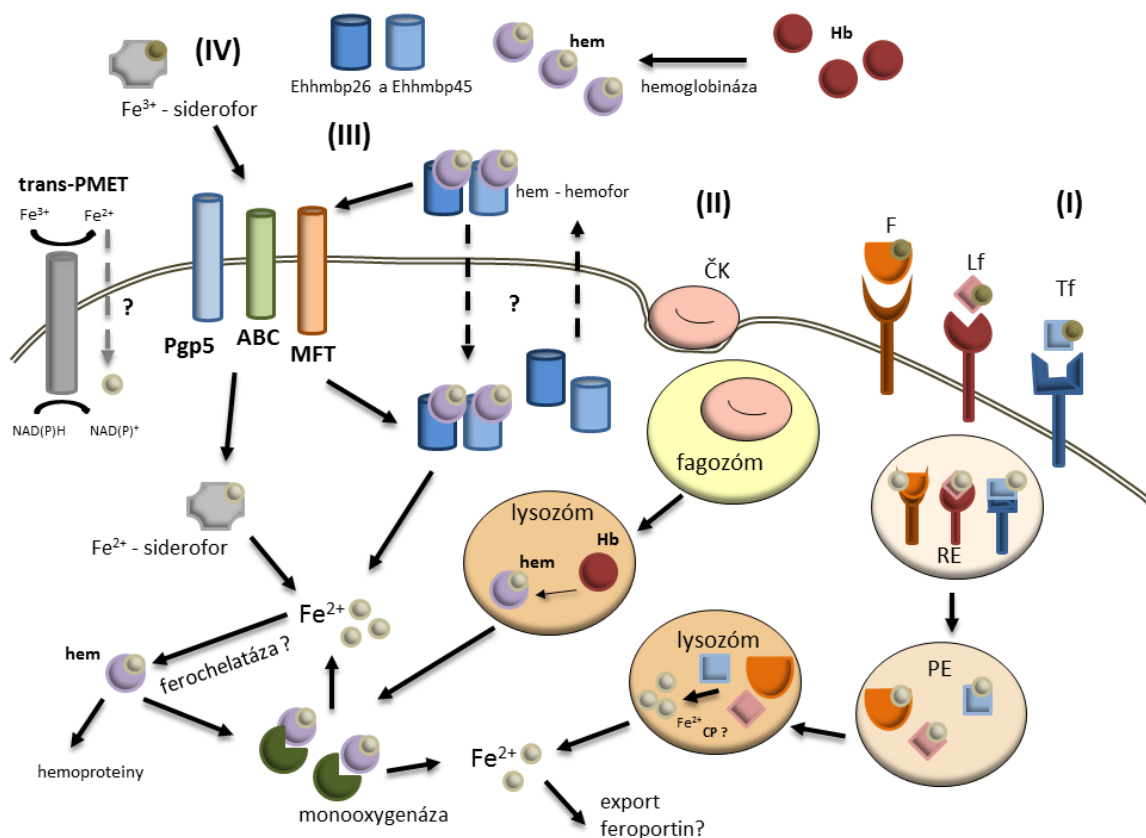 (IV)
Fe³⁺ - siderofor
Ehhmbp26 a Ehhmbp45
hem
hemoglobináza
Hb
(III)
hem - hemofor
trans-PMET
Fe³⁺
Fe²⁺
?
NAD(P)H
NAD(P)⁺
Pgp5
ABC
MFT
?
(II)
ČK
fagozóm
(I)
F
Lf
Tf
RE
PE
lysozóm
Hb
hem
lysozóm
Fe²⁺
CP ?
Fe²⁺ - siderofor
Fe²⁺
ferochelatáza ?
hem
hemoproteiny
monooxygenáza
Fe²⁺
export
feroportin?